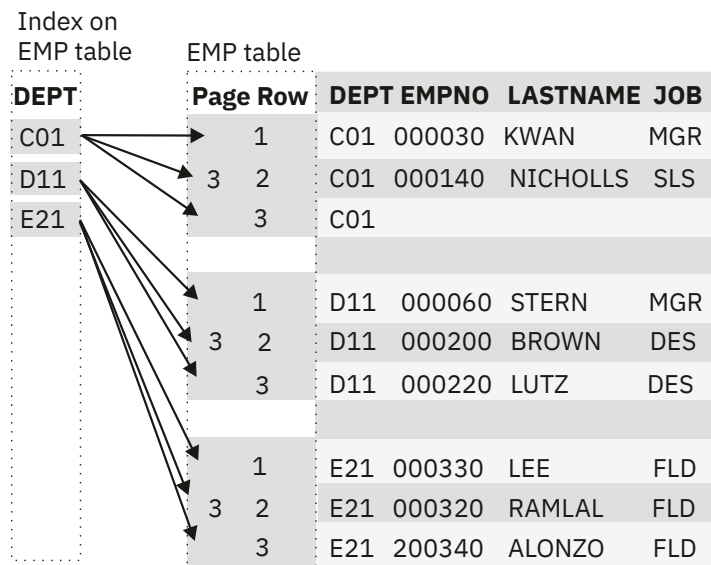 Index on
EMP table EMP table
DEPT Page Row DEPT EMPNO LASTNAME JOB
C01 1 C01 000030 KWAN MGR
D11 3 2 C01 000140 NICHOLLS SLS
E21 3 C01
1 D11 000060 STERN MGR
3 2 D11 000200 BROWN DES
3 D11 000220 LUTZ DES
1 E21 000330 LEE FLD
3 2 E21 000320 RAMLAL FLD
3 E21 200340 ALONZO FLD